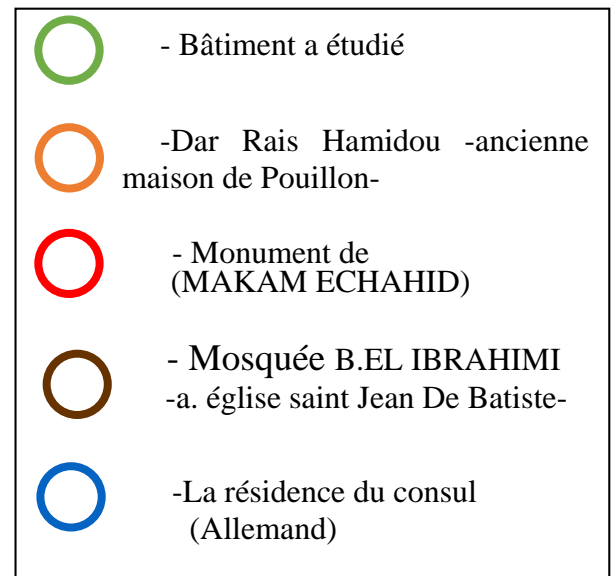 - Bâtiment a étudié
-Dar Rais Hamidou -ancienne
maison de Pouillon-
- Monument de
(MAKAM ECHAHID)
- Mosquée B.EL IBRAHIMI
-a. église saint Jean De Batiste-
-La résidence du consul
(Allemand)